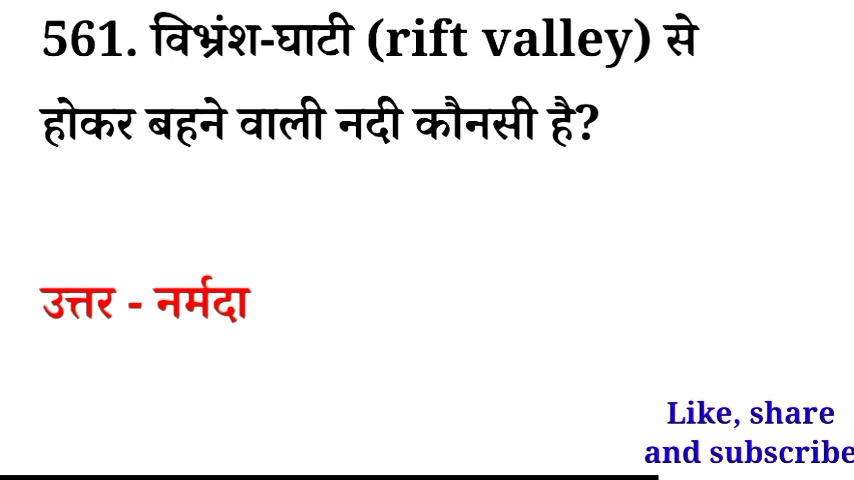 561. विभ्रंश-घाटी (rift valley) से
होकर बहने वाली नदी कौनसी है?
उत्तर - नर्मदा
Like, share
and subscribe